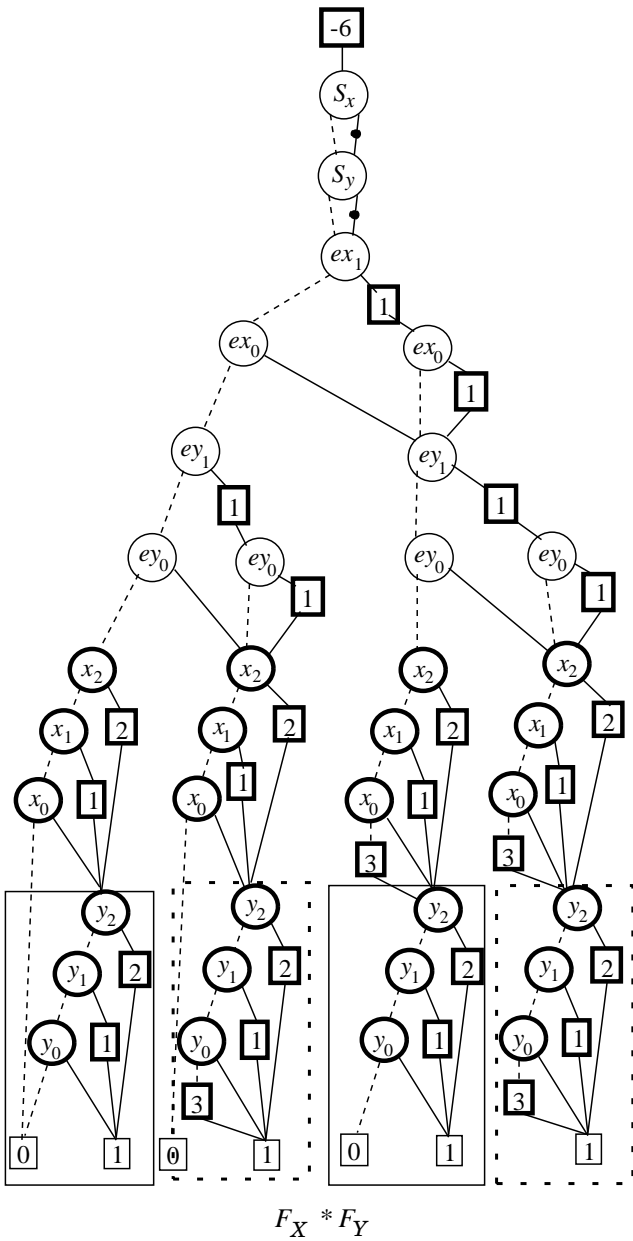 -6
S_x
S_y
ex_1
1
ex_0 ex_0
1
ey_1 ey_1
1 1
ey_0 ey_0 ey_0 ey_0
1 1
x_2 x_2 x_2 x_2
x_1 2 x_1 2 x_1 2 x_1 2
x_0 1 x_0 1 x_0 1 x_0 1
3 3
y_2 y_2 y_2 y_2
y_1 2 y_1 2 y_1 2 y_1 2
y_0 1 y_0 1 y_0 1 y_0 1
3 3
0 1 0 1 0 1 1
F_X * F_Y